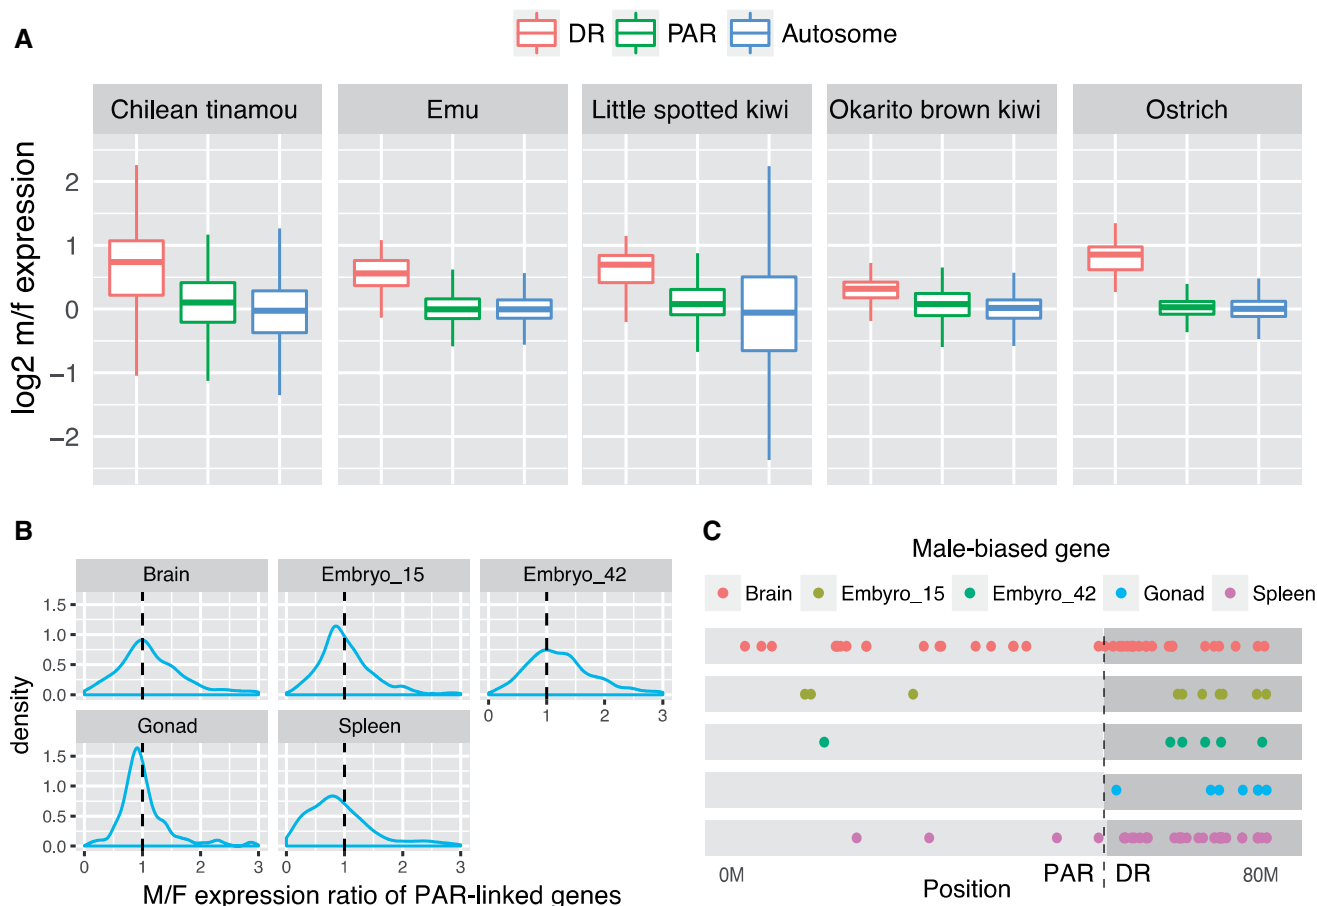 A
DR PAR Autosome
Chilean tinamou Emu Little spotted kiwi Okarito brown kiwi Ostrich
log2 m/f expression
2
1
0
−1
−2
B
Brain Embryo_15 Embryo_42
1.5
1.0
0.5
0.0
0 1 2 3
Gonad Spleen
1.5
1.0
0.5
0.0
0 1 2 3 0 1 2 3
density
M/F expression ratio of PAR-linked genes
C
Male-biased gene
Brain Embyro_15 Embyro_42 Gonad Spleen
PAR DR
0M 80M
Position